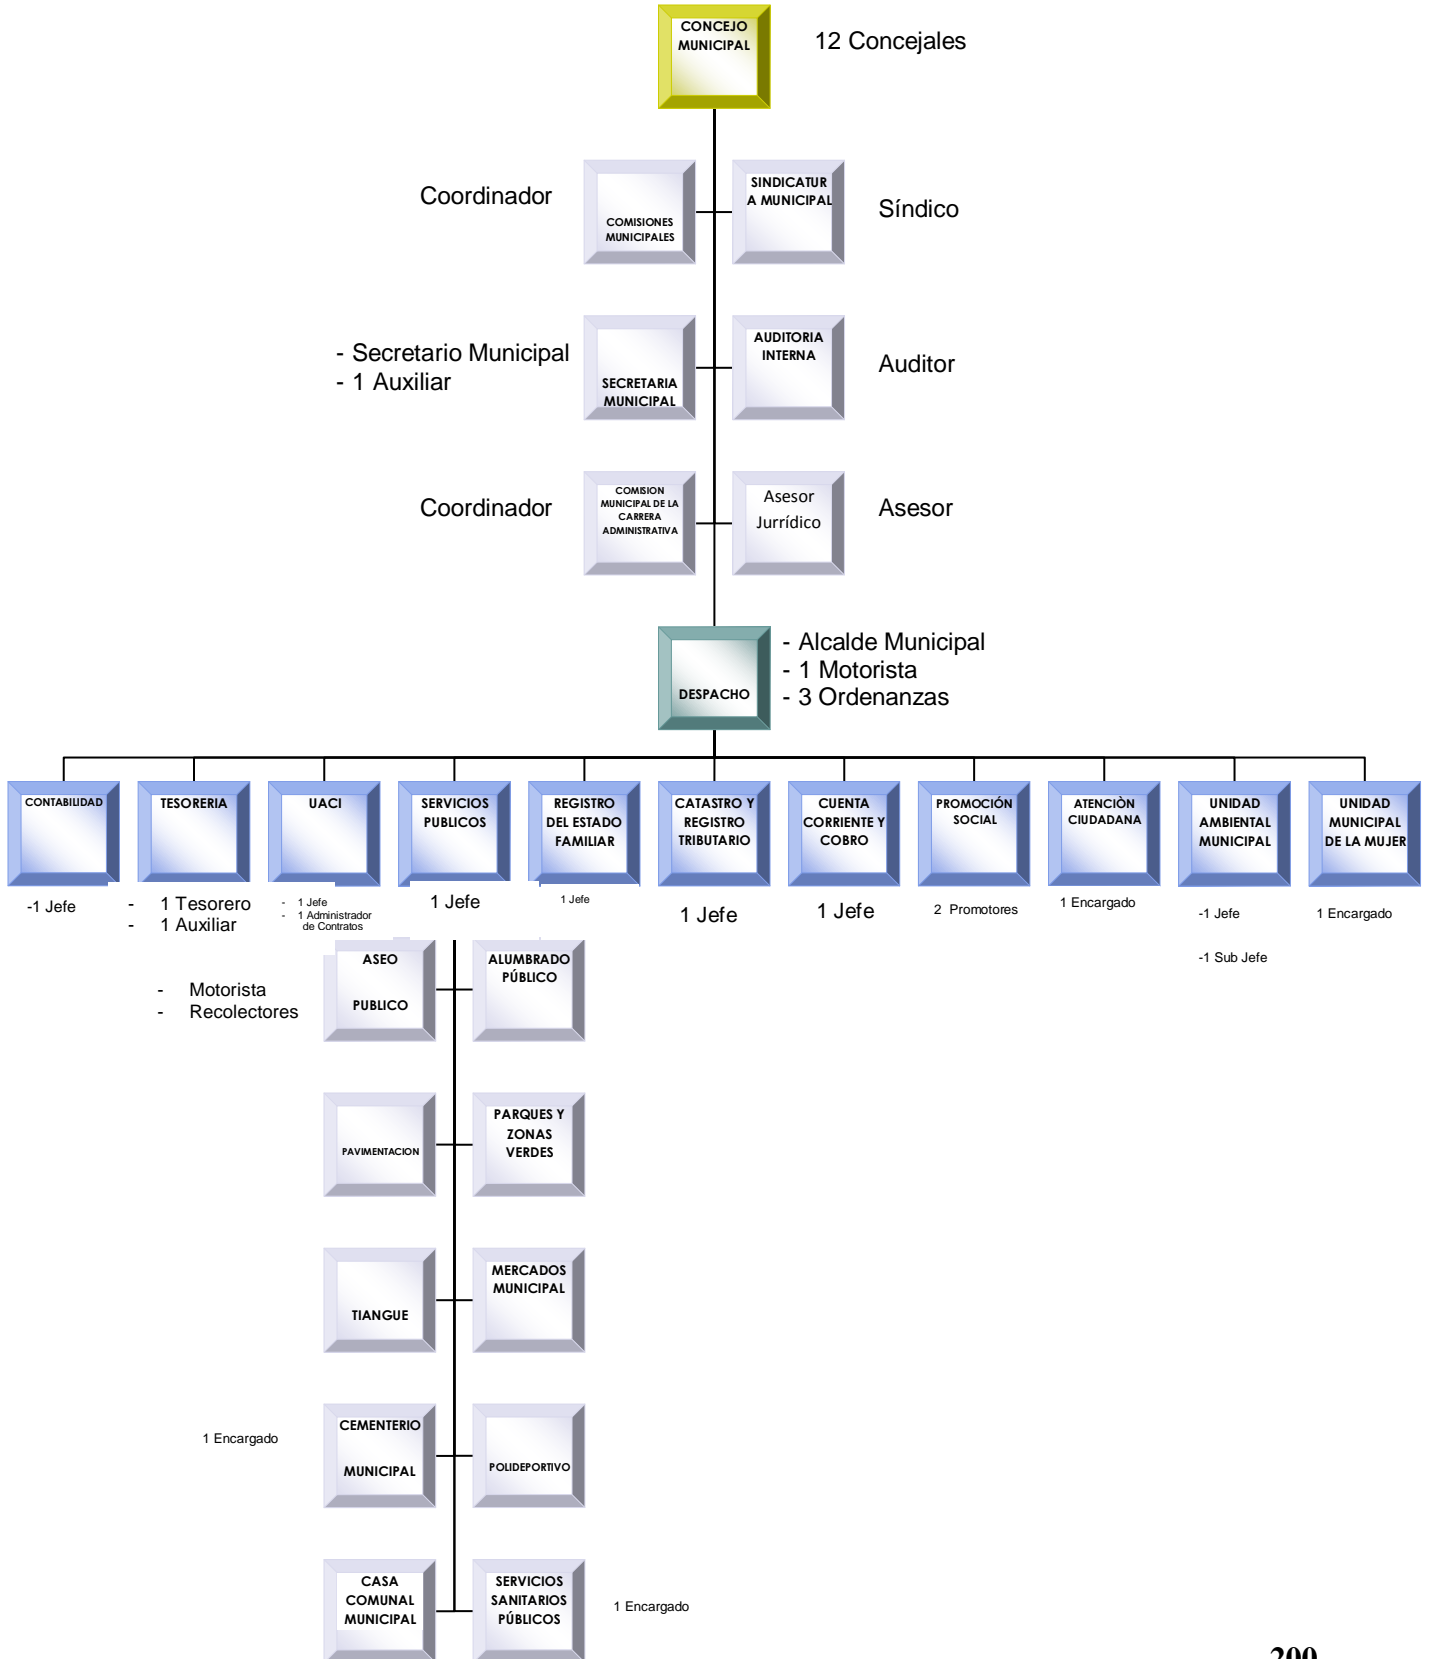 CONCEJO
MUNICIPAL
12 Concejales
Coordinador
COMISIONES
MUNICIPALES
SINDICATUR
A MUNICIPAL
Síndico
- Secretario Municipal
- 1 Auxiliar
SECRETARIA
MUNICIPAL
AUDITORIA
INTERNA
Auditor
Coordinador
COMISION
MUNICIPAL DE LA
CARRERA
ADMINISTRATIVA
Asesor
Jurrídico
Asesor
DESPACHO
- Alcalde Municipal
- 1 Motorista
- 3 Ordenanzas
CONTABILIDAD
-1 Jefe
TESORERIA
- 1 Tesorero
- 1 Auxiliar
UACI
- 1 Jefe
- 1 Administrador
de Contratos
SERVICIOS
PUBLICOS
1 Jefe
REGISTRO
DEL ESTADO
FAMILIAR
1 Jefe
CATASTRO Y
REGISTRO
TRIBUTARIO
1 Jefe
CUENTA
CORRIENTE Y
COBRO
1 Jefe
PROMOCIÓN
SOCIAL
2 Promotores
ATENCIÒN
CIUDADANA
1 Encargado
UNIDAD
AMBIENTAL
MUNICIPAL
-1 Jefe
-1 Sub Jefe
UNIDAD
MUNICIPAL
DE LA MUJER
1 Encargado
- Motorista
- Recolectores
ASEO
PUBLICO
ALUMBRADO
PÚBLICO
PAVIMENTACION
PARQUES Y
ZONAS
VERDES
TIANGUE
MERCADOS
MUNICIPAL
1 Encargado
CEMENTERIO
MUNICIPAL
POLIDEPORTIVO
CASA
COMUNAL
MUNICIPAL
SERVICIOS
SANITARIOS
PÚBLICOS
1 Encargado
200